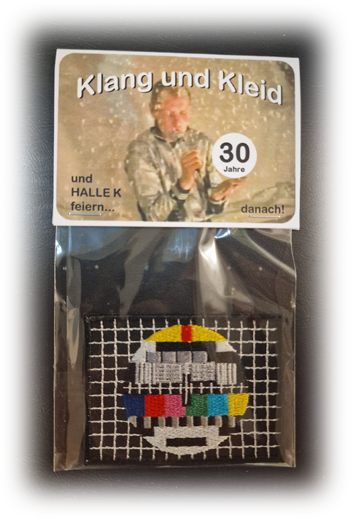 Klang und Kleid
30
Jahre
und
HALLE K
feiern...
danach!